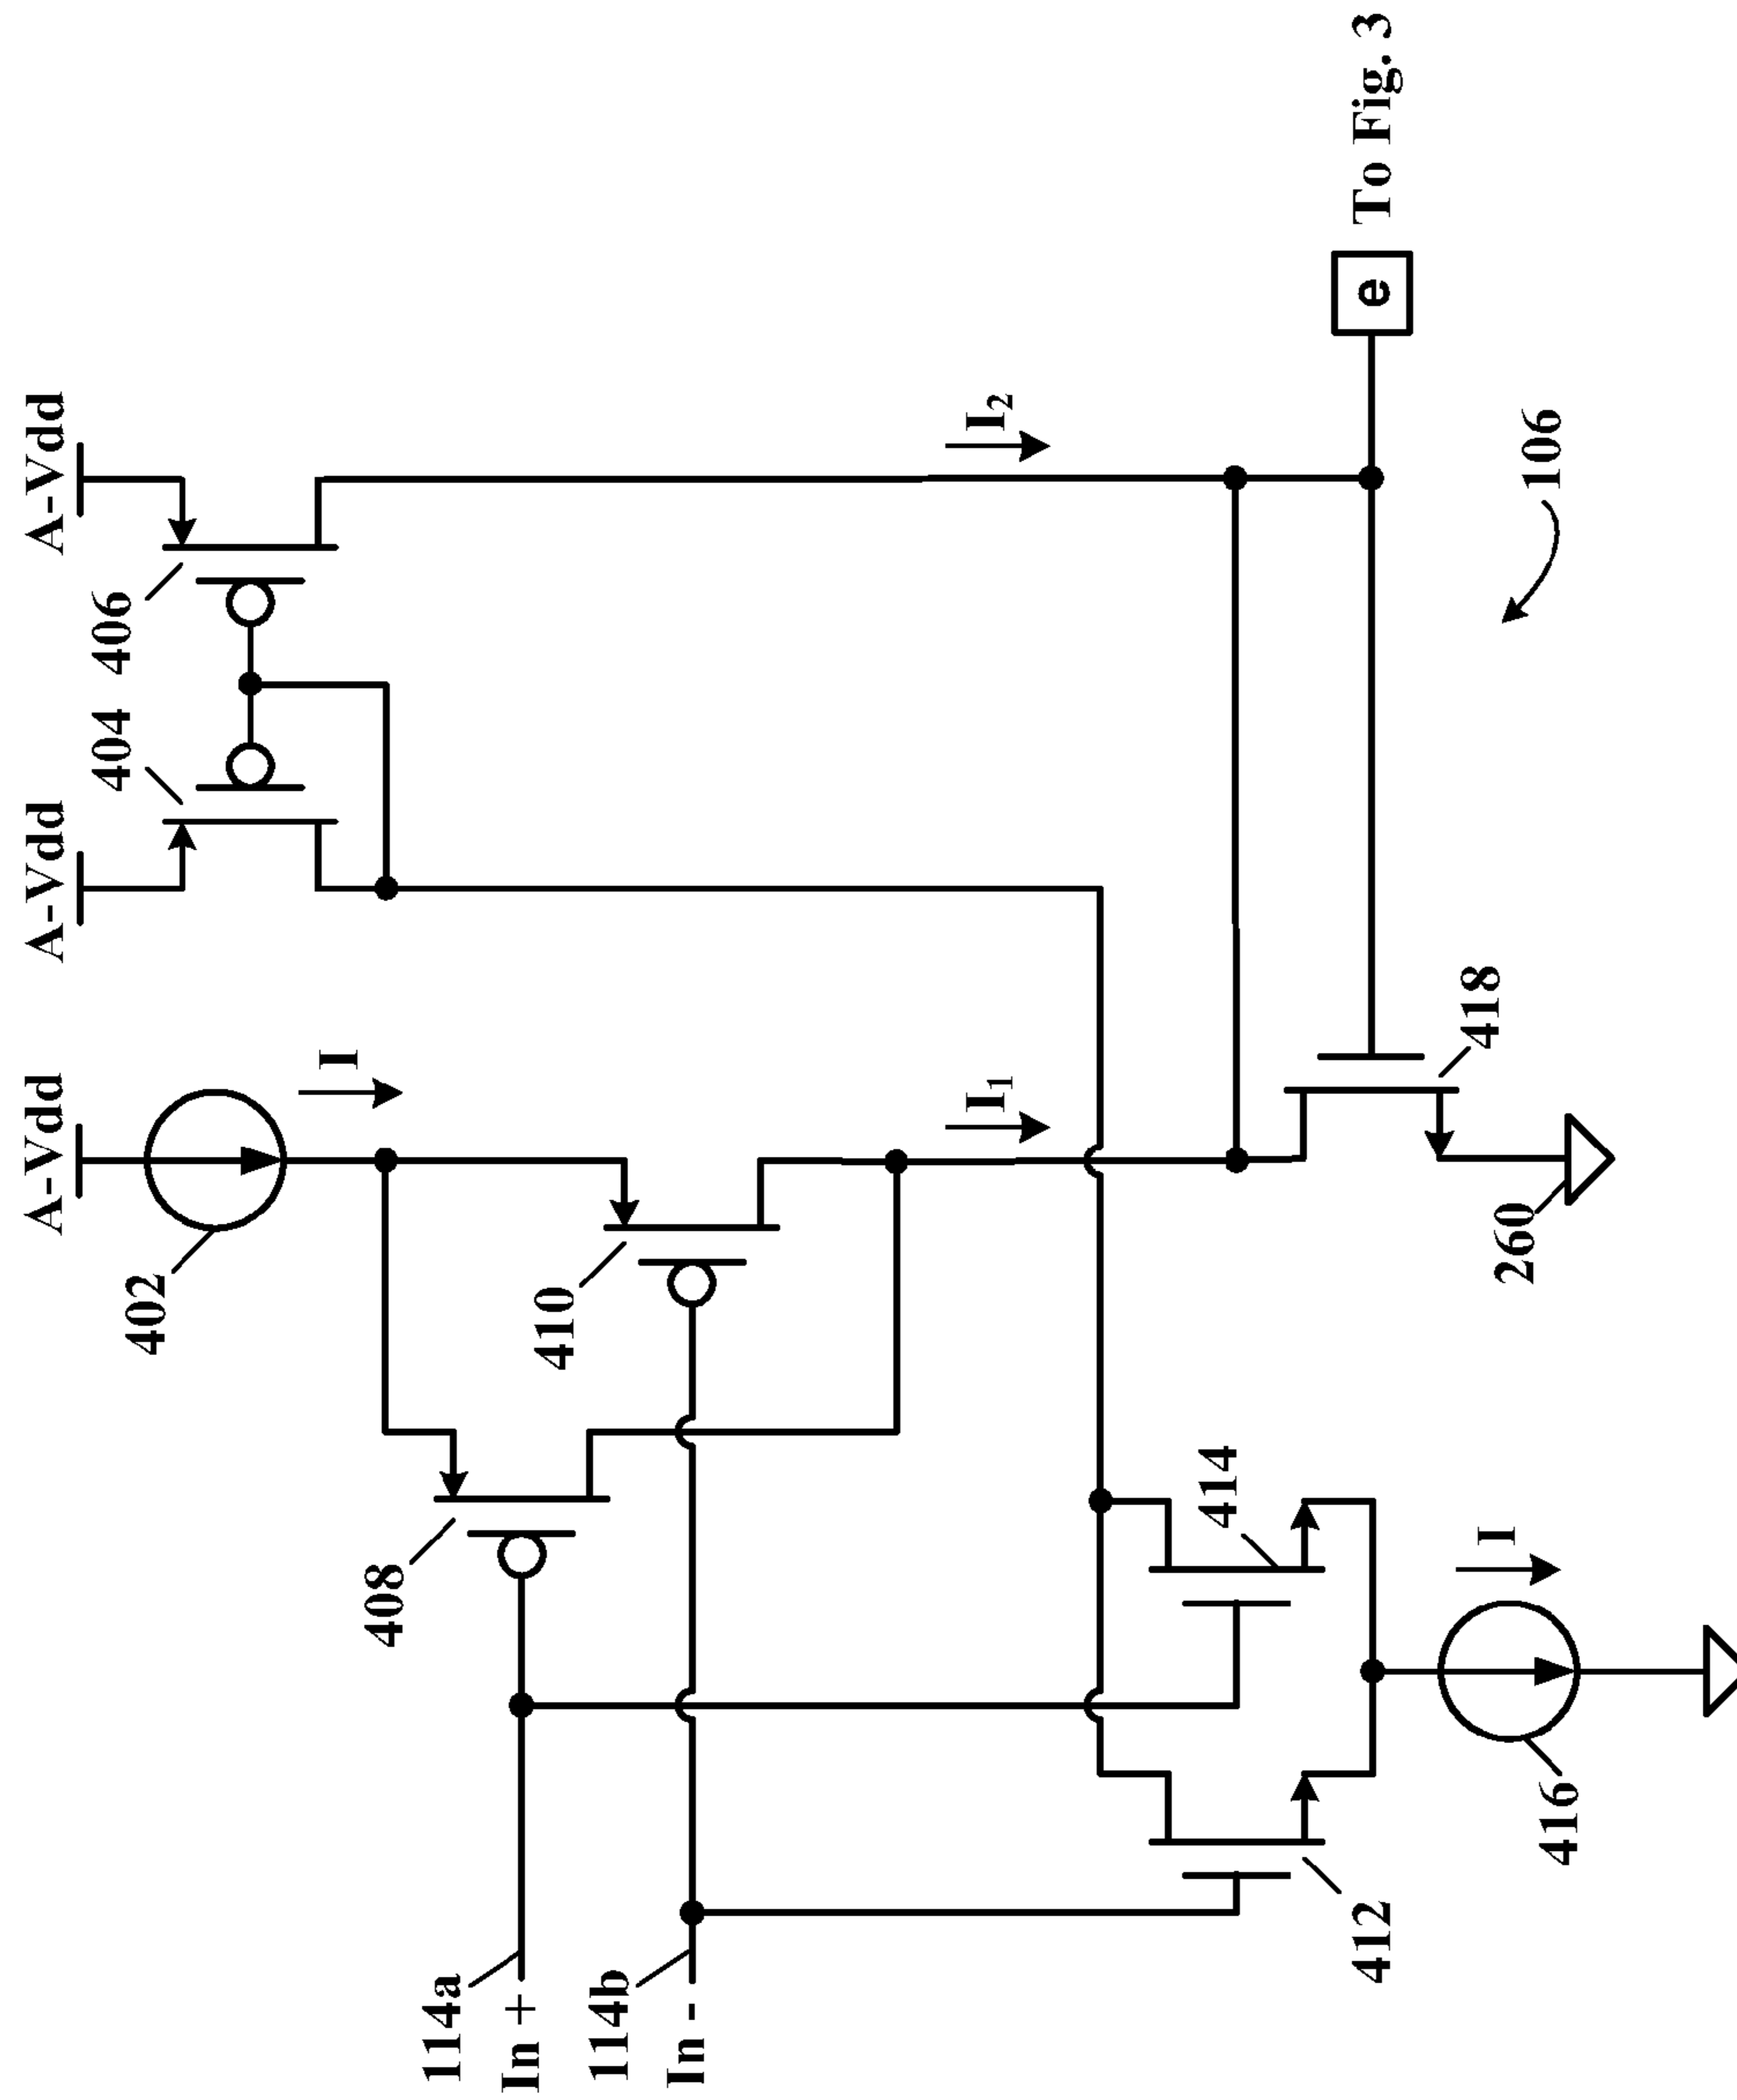 A-Vdd
A-Vdd
A-Vdd
402
I
404
406
408
410
114a
In +
114b
In -
I₁
I₂
414
412
I
416
418
260
e
To Fig. 3
106